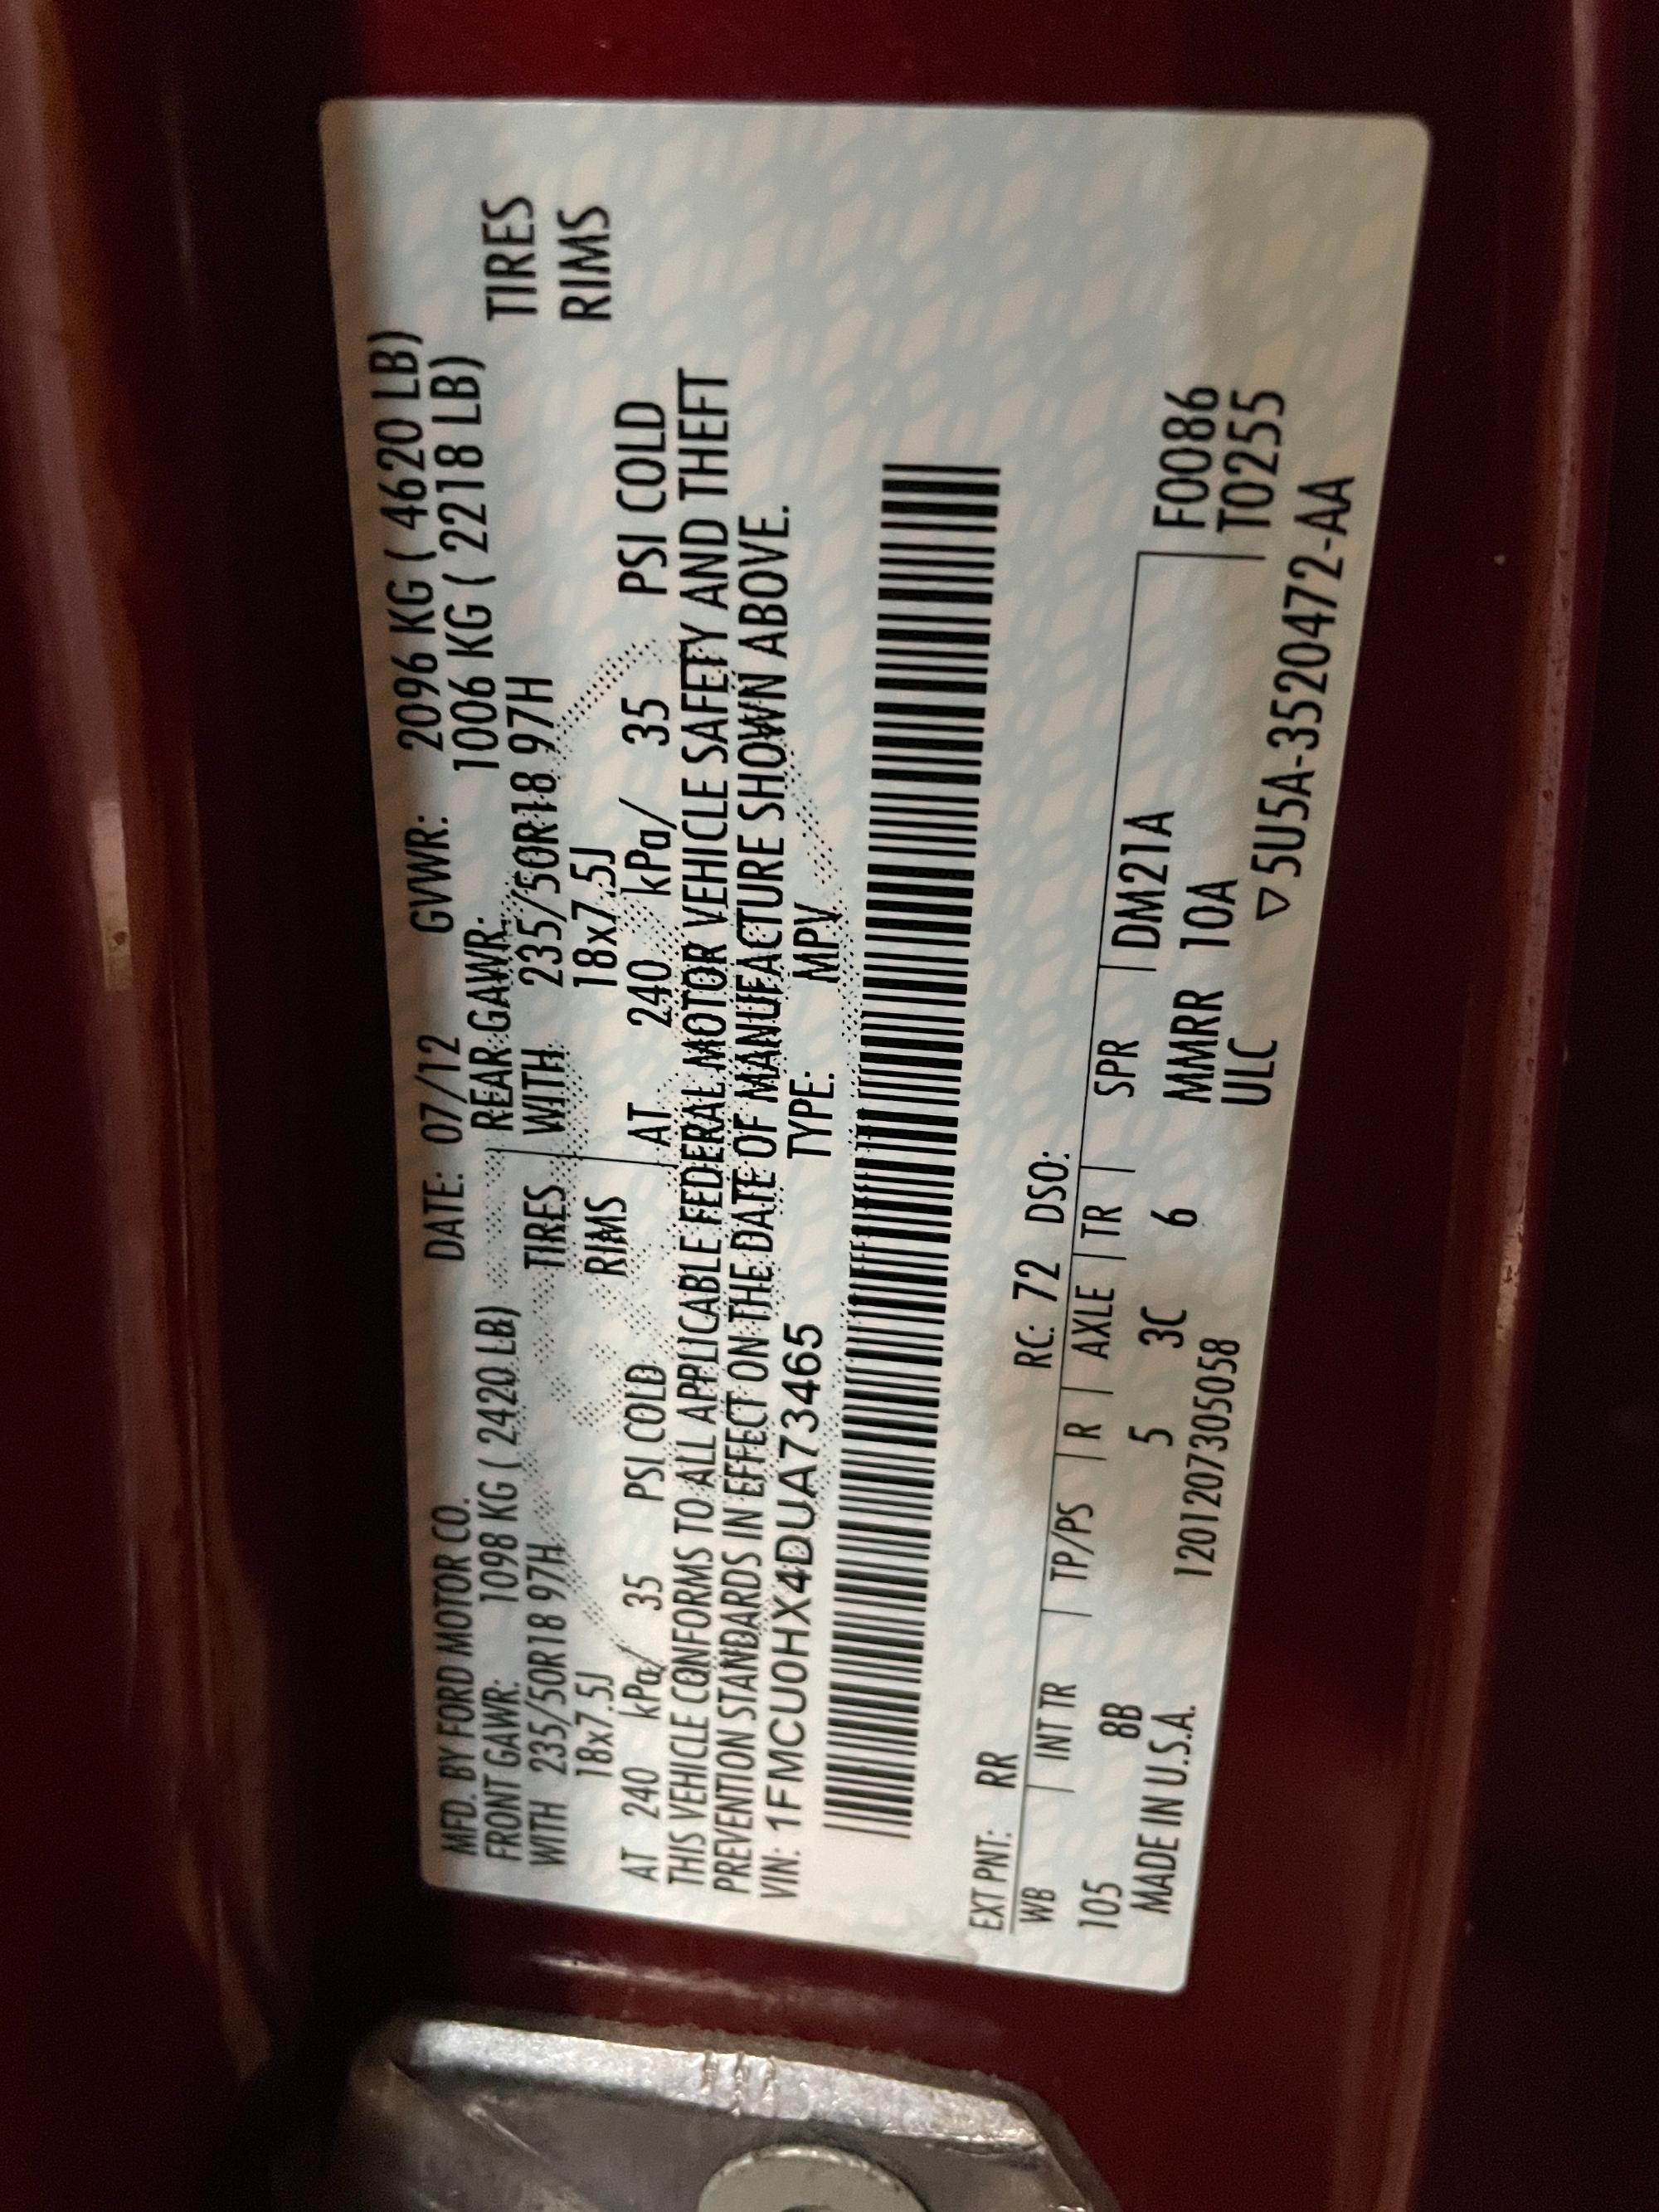 MFD. BY FORD MOTOR CO. DATE: 07/12 GVWR: 2096 KG ( 4620 LB)
FRONT GAWR: 1098 KG ( 2420 LB) REAR GAWR: 1006 KG ( 2218 LB)
WITH 235/50R18 97H TIRES WITH 235/50R18 97H TIRES
18x7.5J RIMS 18x7.5J RIMS
AT 240 kPa/ 35 PSI COLD AT 240 kPa/ 35 PSI COLD
THIS VEHICLE CONFORMS TO ALL APPLICABLE FEDERAL MOTOR VEHICLE SAFETY AND THEFT
PREVENTION STANDARDS IN EFFECT ON THE DATE OF MANUFACTURE SHOWN ABOVE.
VIN: 1FMCU0HX4DUA73465 TYPE: MPV
EXT PNT: RR RC: 72 DSO:
WB | INT TR | TP/PS | R | AXLE | TR | SPR | DM21A F0086
105 8B 5 3C 6 MMRR 10A T0255
MADE IN U.S.A. 120120730505​8 ULC ▽5U5A-3520472-AA